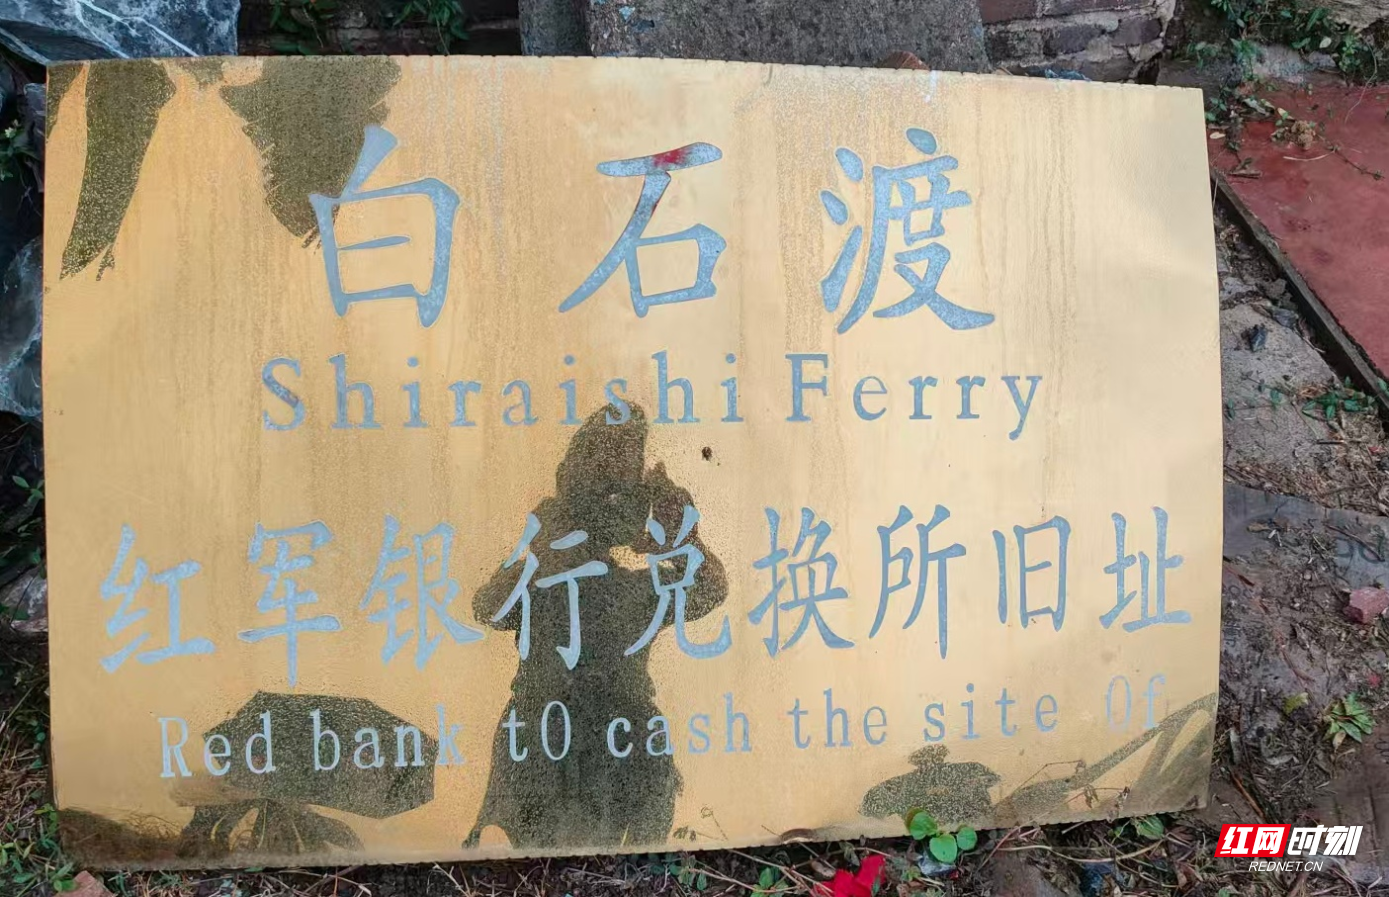 白石渡
Shiraishi Ferry
红军银行兑换所旧址
Red bank tO cash the site Of
红网时刻
REDNET.CN